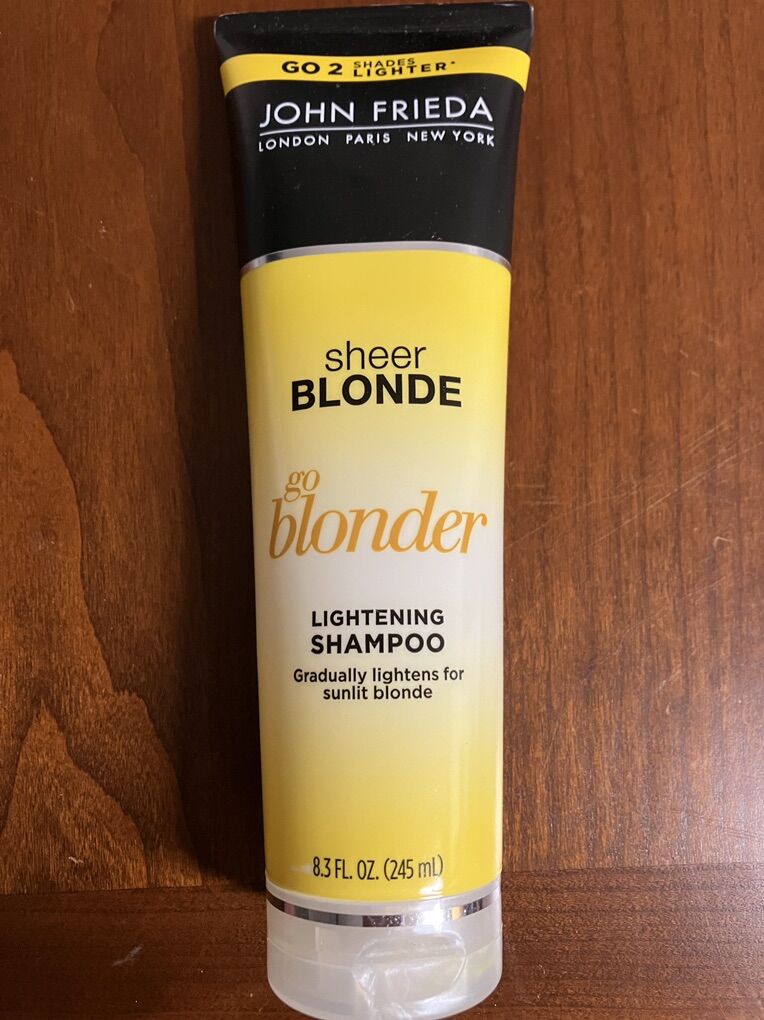 GO 2 SHADES LIGHTER*
JOHN FRIEDA
LONDON PARIS NEW YORK
sheer
BLONDE
go
blonder
LIGHTENING
SHAMPOO
Gradually lightens for
sunlit blonde
8.3 FL. OZ. (245 mL)